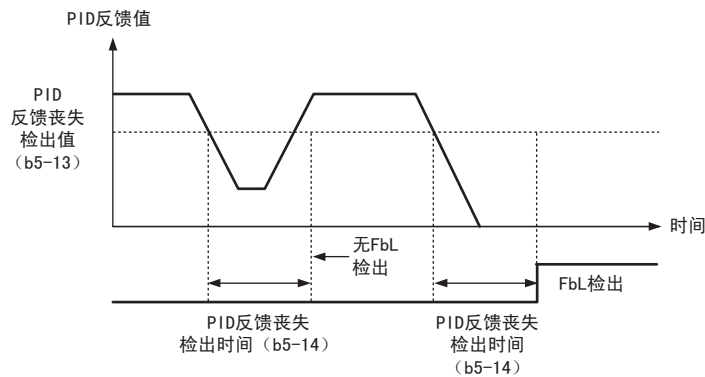 PID反馈值
PID
反馈丧失
检出值
（b5-13）
时间
无FbL
检出
FbL检出
PID反馈丧失
检出时间（b5-14）
PID反馈丧失
检出时间
（b5-14）